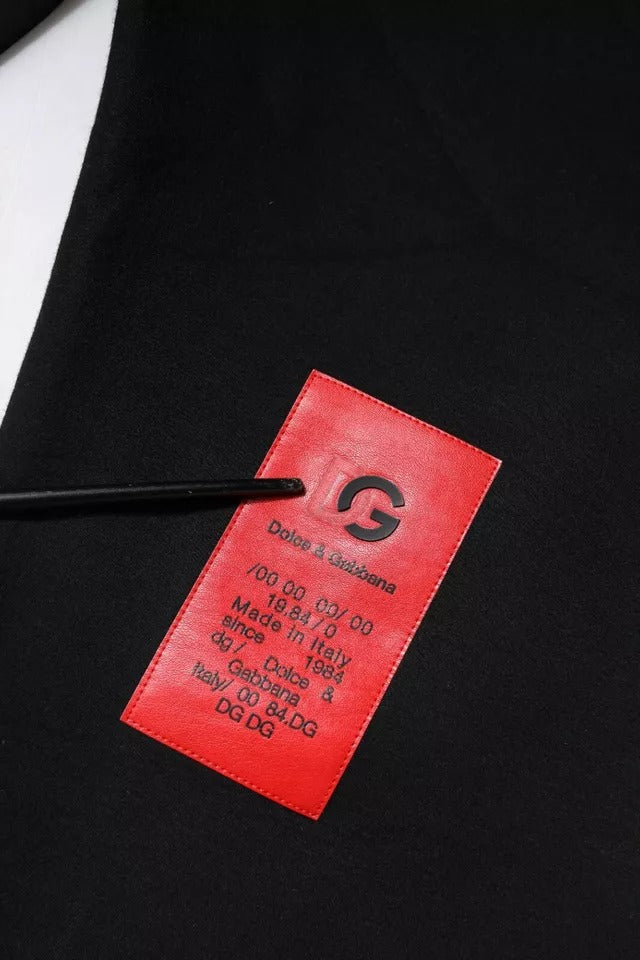 DG
Dolce & Gabbana
/00 00 00/ 00
19.84/0
Made in Italy
since 1984
dg/ Dolce &
Gabbana
Italy/ 00 84.DG
DG DG